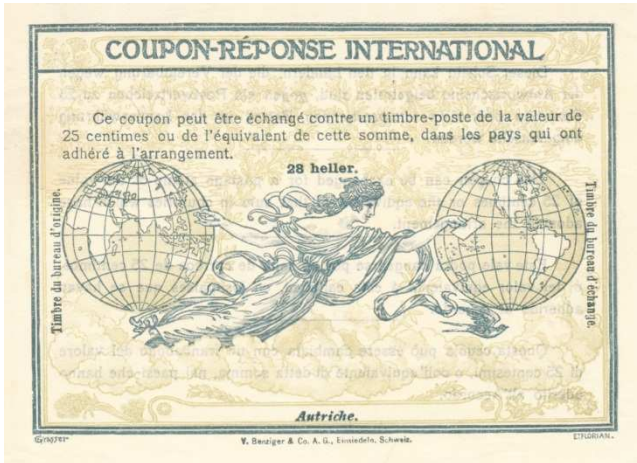 COUPON-RÉPONSE INTERNATIONAL
Ce coupon peut être échangé contre un timbre-poste de la valeur de
25 centimes ou de l'équivalent de cette somme, dans les pays qui ont
adhéré à l'arrangement.
28 heller.
Timbre du bureau d'origine.
Timbre du bureau d'échange.
Autriche.
Grasset
V. Benziger & Co. A. G., Einsiedeln, Schweiz.
E. FLORIAN.